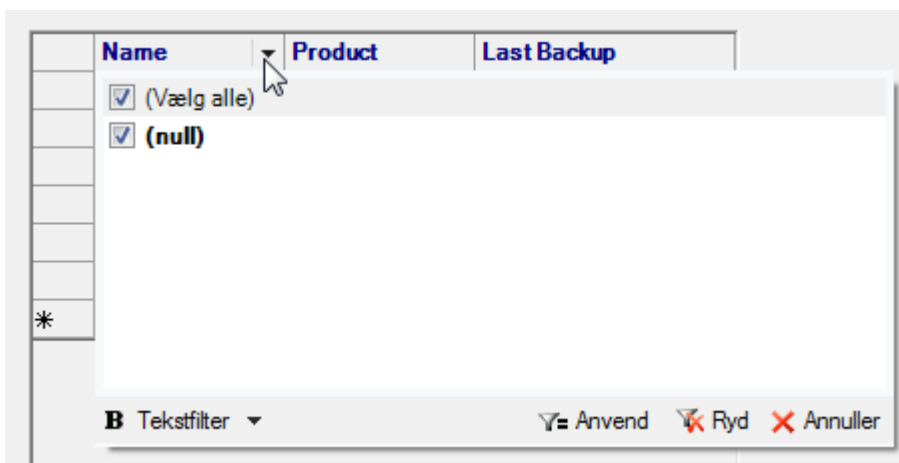 Name Product Last Backup
(Vælg alle)
(null)
B Tekstfilter Anvend Ryd Annuller